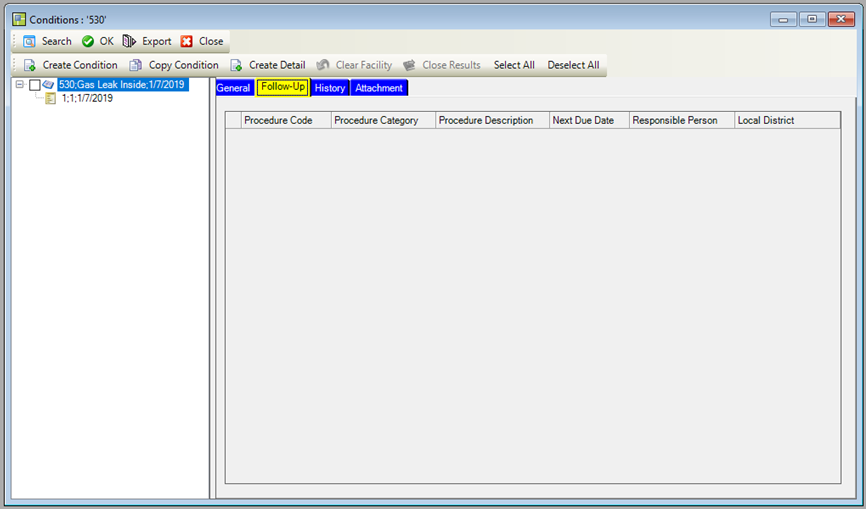 Conditions : '530'
Search OK Export Close
Create Condition Copy Condition Create Detail Clear Facility Close Results Select All Deselect All
530;Gas Leak Inside;1/7/2019
1;1;1/7/2019
General Follow-Up History Attachment
Procedure Code Procedure Category Procedure Description Next Due Date Responsible Person Local District